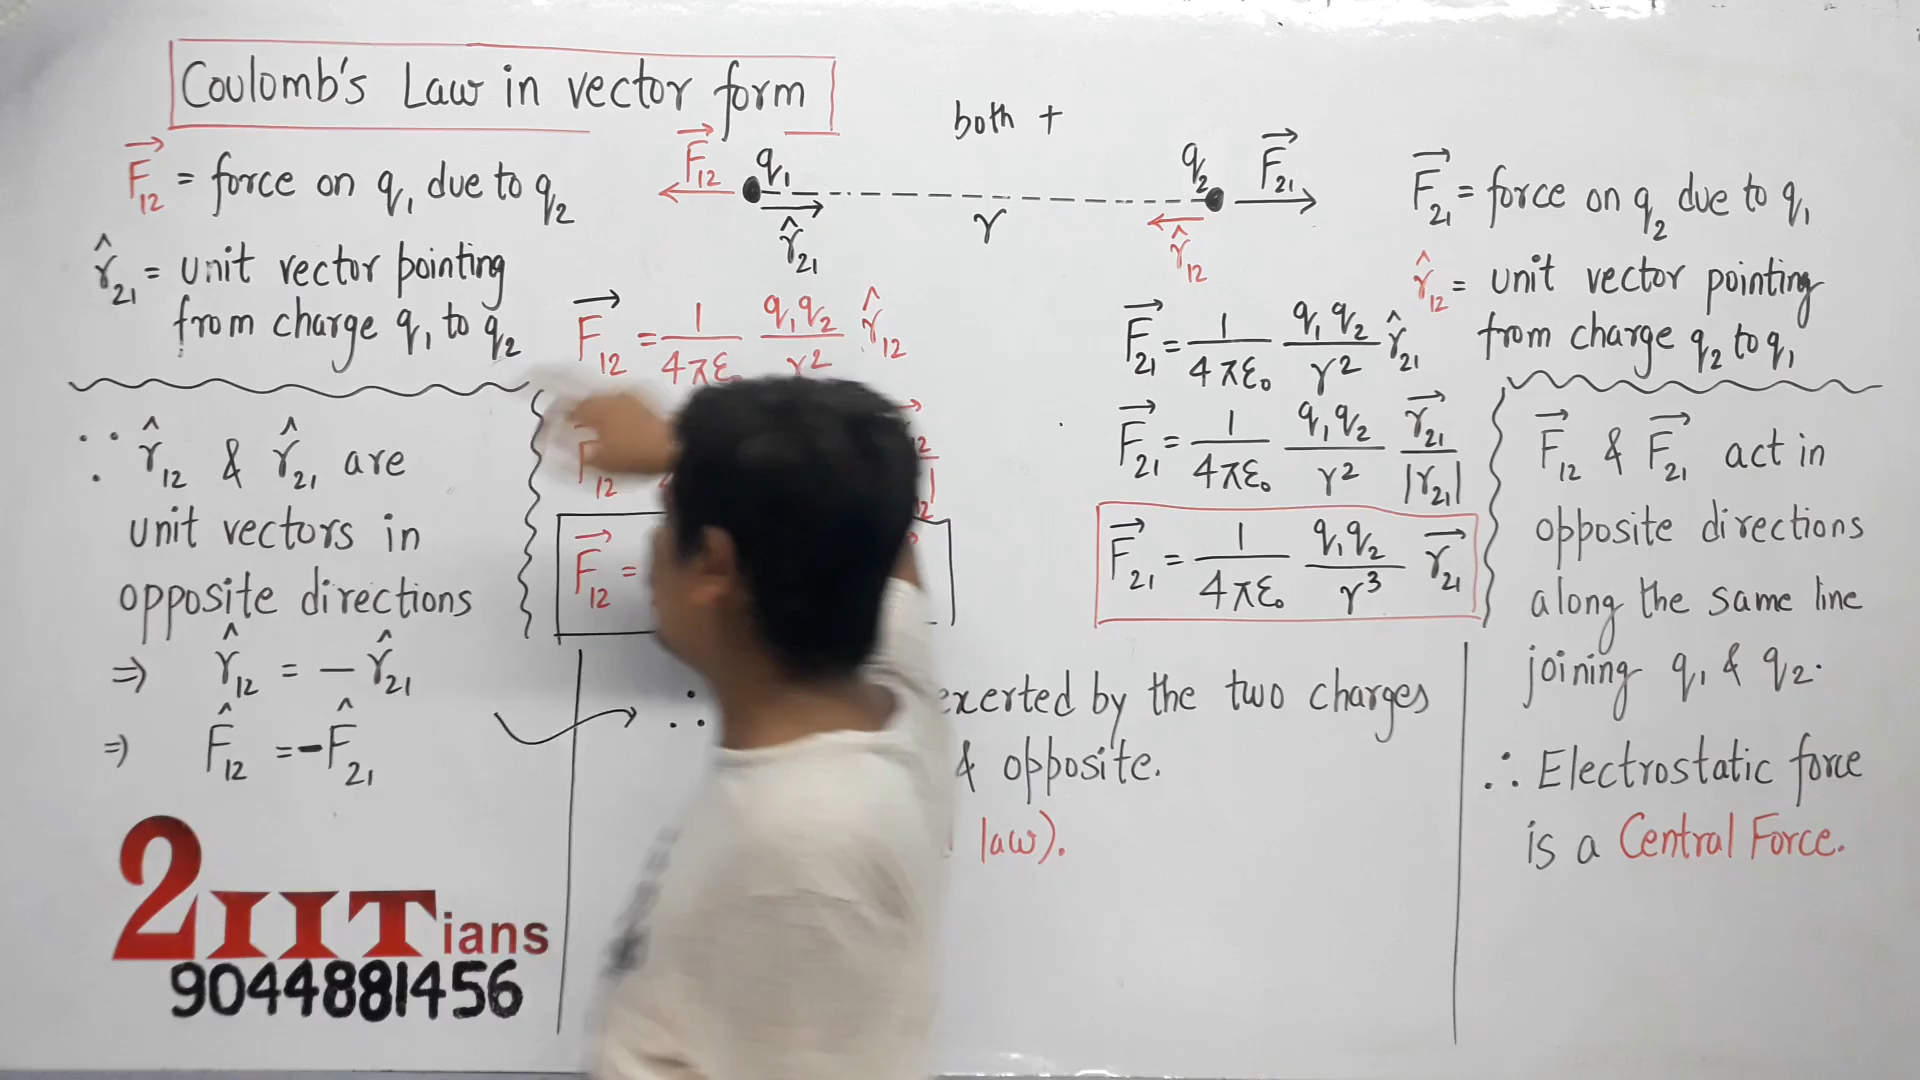 Coulomb's Law in vector form
F⃗₁₂ = force on q₁ due to q₂
r̂₂₁ = unit vector pointing
from charge q₁ to q₂
both +
F⃗₁₂ q₁ q₂ F⃗₂₁
r̂₂₁ r r̂₁₂
F⃗₂₁ = force on q₂ due to q₁
r̂₁₂ = unit vector pointing
from charge q₂ to q₁
F⃗₁₂ = 1/4πε₀ q₁q₂/r² r̂₁₂
F⃗₁₂
F⃗₁₂ =
F⃗₂₁ = 1/4πε₀ q₁q₂/r² r̂₂₁
F⃗₂₁ = 1/4πε₀ q₁q₂/r² r⃗₂₁/|r₂₁|
F⃗₂₁ = 1/4πε₀ q₁q₂/r³ r⃗₂₁
∵ r̂₁₂ & r̂₂₁ are
unit vectors in
opposite directions
⇒ r̂₁₂ = − r̂₂₁
⇒ F̂₁₂ = −F̂₂₁
∴ exerted by the two charges
& opposite.
law).
F⃗₁₂ & F⃗₂₁ act in
opposite directions
along the same line
joining q₁ & q₂.
∴ Electrostatic force
is a Central Force.
2IITians
9044881456